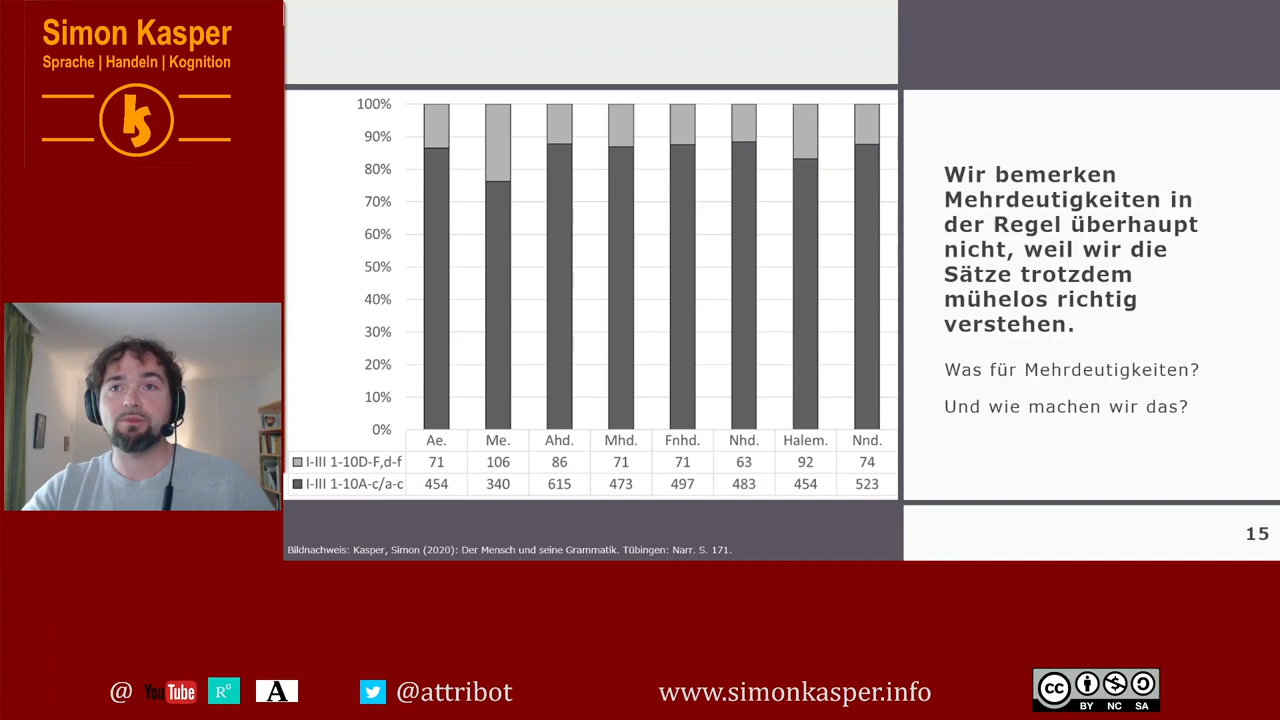 Simon Kasper
Sprache | Handeln | Kognition
100%
90%
80%
70%
60%
50%
40%
30%
20%
10%
0%
Ae. Me. Ahd. Mhd. Fnhd. Nhd. Halem. Nnd.
I-III 1-10D-F,d-f 71 106 86 71 71 63 92 74
I-III 1-10A-c/a-c 454 340 615 473 497 483 454 523
Bildnachweis: Kasper, Simon (2020): Der Mensch und seine Grammatik. Tübingen: Narr. S. 171.
Wir bemerken
Mehrdeutigkeiten in
der Regel überhaupt
nicht, weil wir die
Sätze trotzdem
mühelos richtig
verstehen.
Was für Mehrdeutigkeiten?
Und wie machen wir das?
15
@ YouTube RG A @attribot www.simonkasper.info
cc BY NC SA